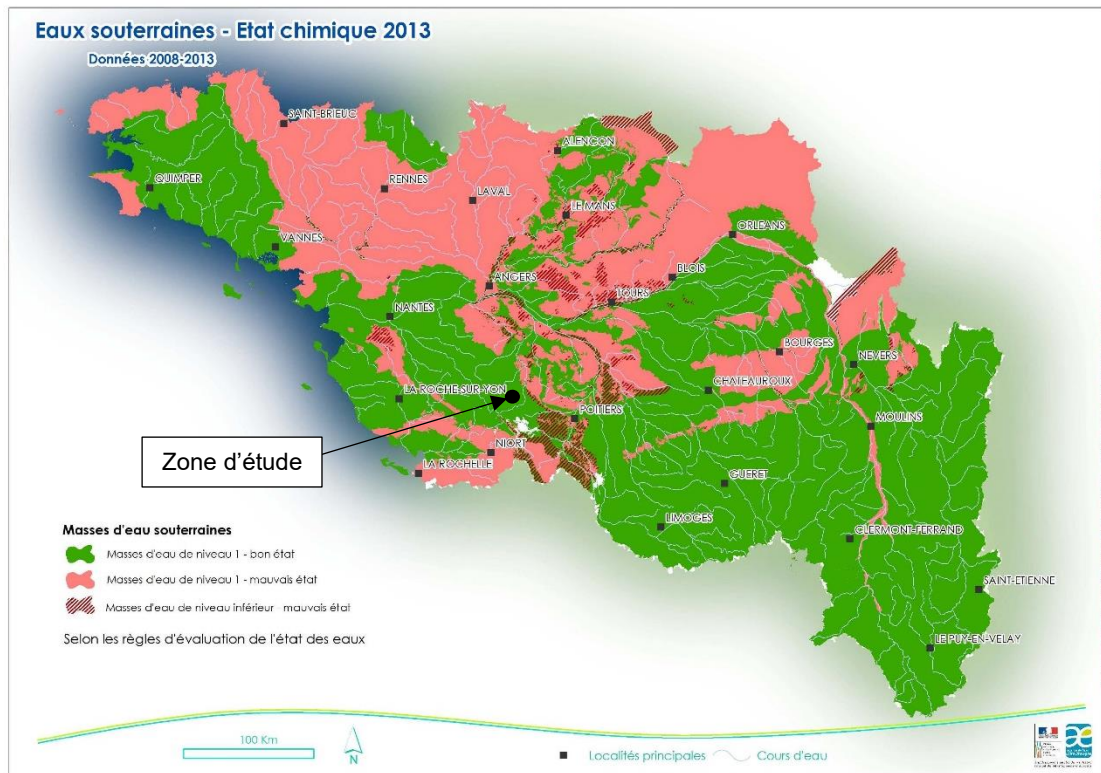 Eaux souterraines - Etat chimique 2013
Données 2008-2013
SAINT-BRIEUC
ALENCON
QUIMPER
RENNES
LAVAL
LE MANS
ORLEANS
VANNES
ANGERS
BLOIS
TOURS
NANTES
BOURGES
NEVERS
LA ROCHE-SUR-YON
CHATEAUROUX
POITIERS
MOULINS
Zone d'étude
NIORT
LA ROCHELLE
GUERET
LIMOGES
CLERMONT-FERRAND
SAINT-ETIENNE
LE PUY-EN-VELAY
Masses d'eau souterraines
Masses d'eau de niveau 1 - bon état
Masses d'eau de niveau 1 - mauvais état
Masses d'eau de niveau inférieur - mauvais état
Selon les règles d'évaluation de l'état des eaux
100 Km
N
Localités principales
Cours d'eau